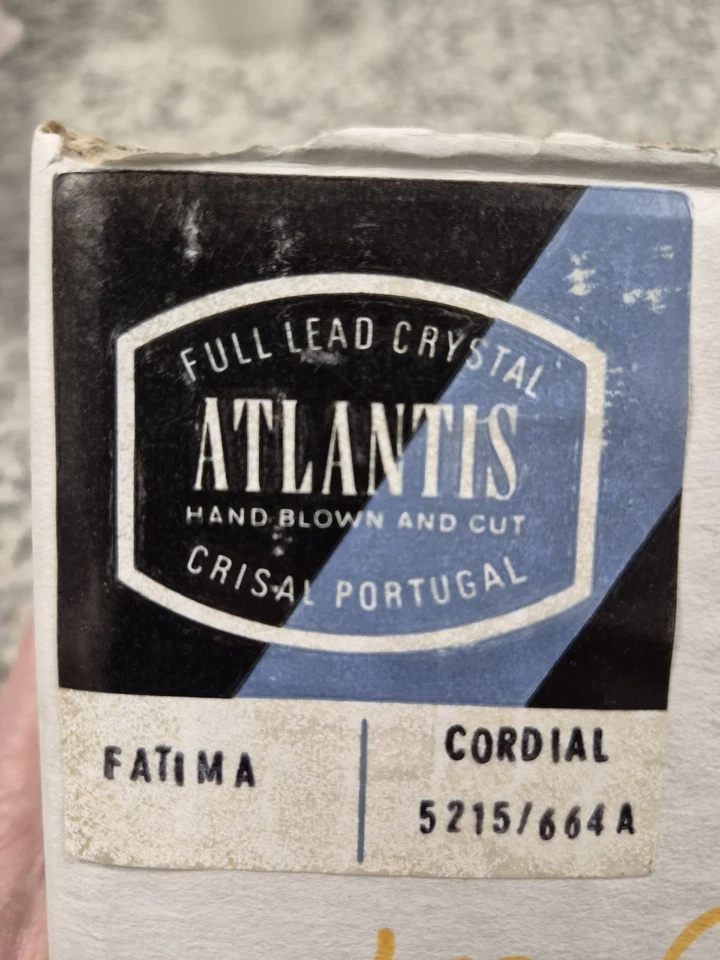 FULL LEAD CRYSTAL
ATLANTIS
HAND BLOWN AND CUT
CRISAL PORTUGAL
FATIMA
CORDIAL
5215/664A